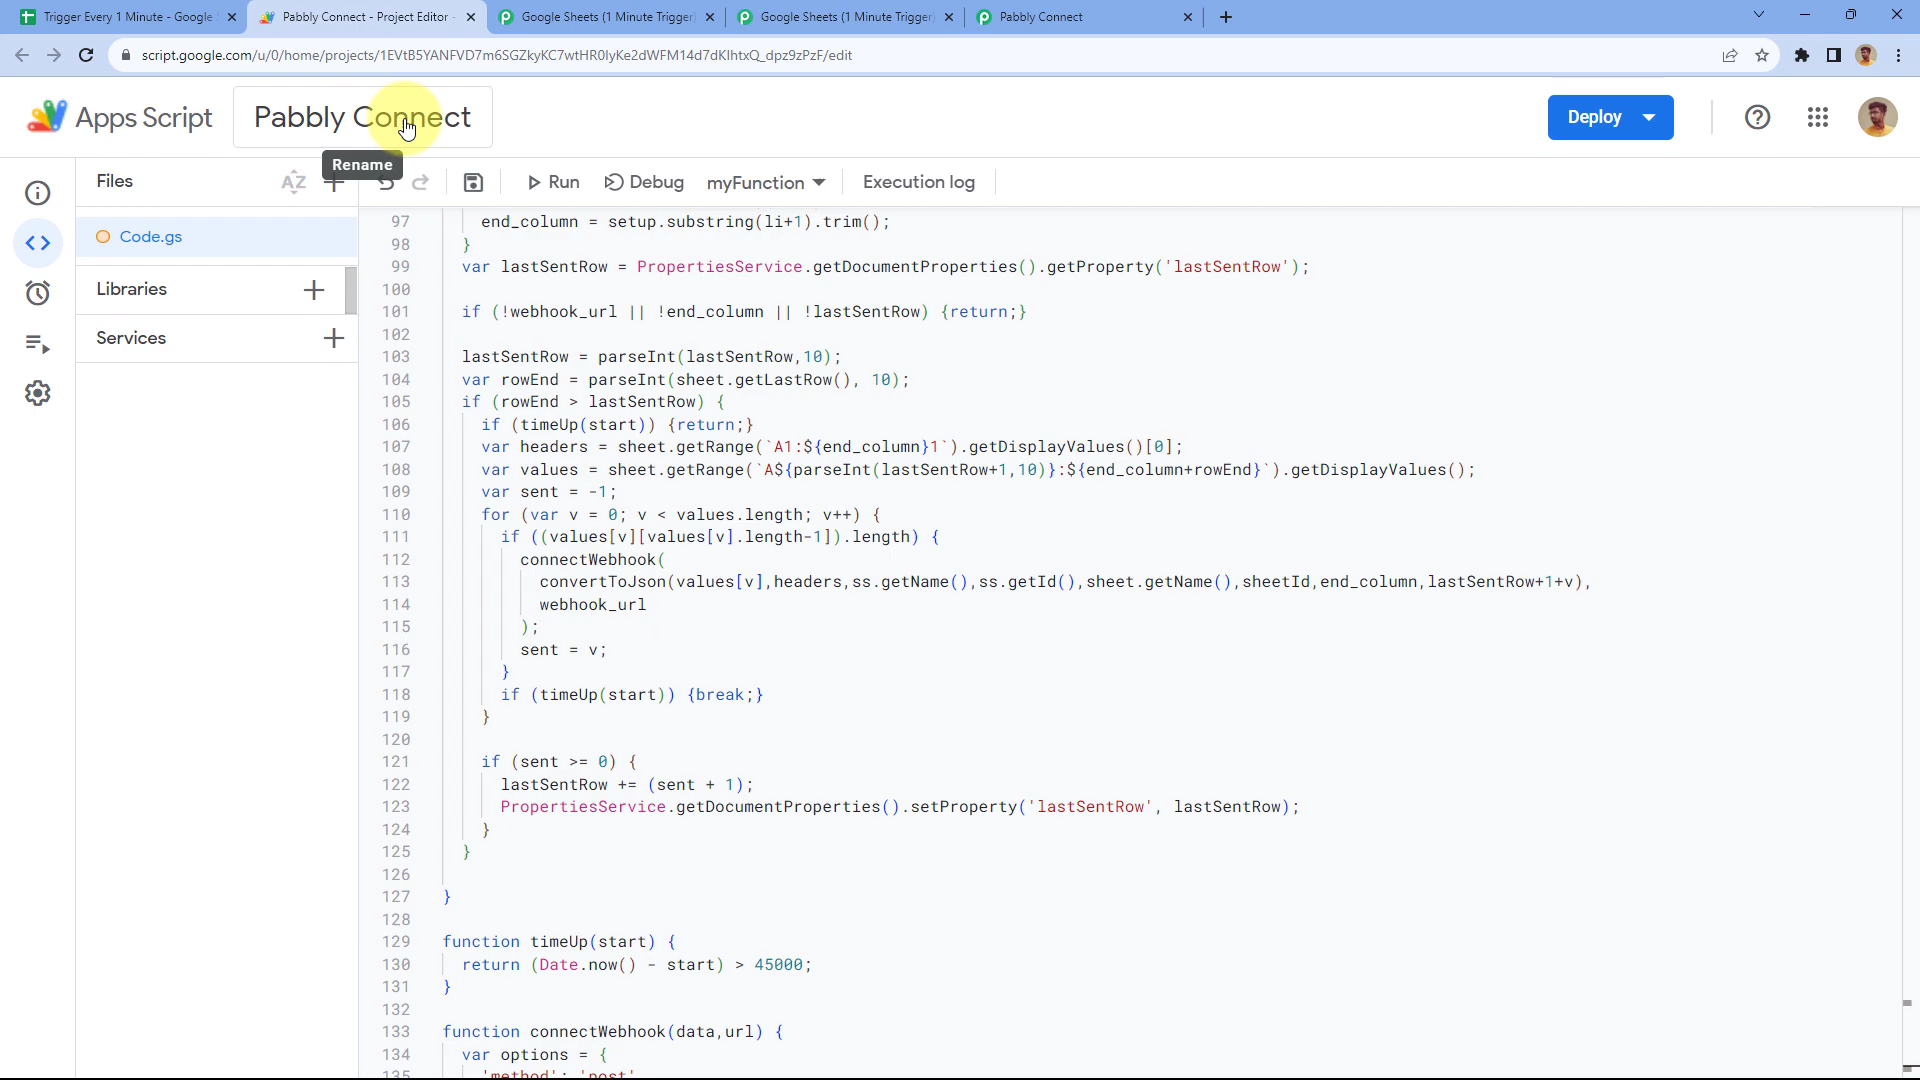 Trigger Every 1 Minute - Google
Pabbly Connect - Project Editor -
Google Sheets (1 Minute Trigger)
Google Sheets (1 Minute Trigger)
Pabbly Connect
script.google.com/u/0/home/projects/1EVtB5YANFVD7m6SGZkyKC7wtHR0lyKe2dWFM14d7dKlhtxQ_dpz9zPzF/edit
Apps Script
Pabbly Connect
Deploy
Rename
Files
AZ
Run
Debug
myFunction
Execution log
Code.gs
Libraries
Services
97 end_column = setup.substring(li+1).trim();
98 }
99 var lastSentRow = PropertiesService.getDocumentProperties().getProperty('lastSentRow');
100
101 if (!webhook_url || !end_column || !lastSentRow) {return;}
102
103 lastSentRow = parseInt(lastSentRow,10);
104 var rowEnd = parseInt(sheet.getLastRow(), 10);
105 if (rowEnd > lastSentRow) {
106 if (timeUp(start)) {return;}
107 var headers = sheet.getRange(`A1:${end_column}1`).getDisplayValues()[0];
108 var values = sheet.getRange(`A${parseInt(lastSentRow+1,10)}:${end_column+rowEnd}`).getDisplayValues();
109 var sent = -1;
110 for (var v = 0; v < values.length; v++) {
111 if ((values[v][values[v].length-1]).length) {
112 connectWebhook(
113 convertToJson(values[v],headers,ss.getName(),ss.getId(),sheet.getName(),sheetId,end_column,lastSentRow+1+v),
114 webhook_url
115 );
116 sent = v;
117 }
118 if (timeUp(start)) {break;}
119 }
120
121 if (sent >= 0) {
122 lastSentRow += (sent + 1);
123 PropertiesService.getDocumentProperties().setProperty('lastSentRow', lastSentRow);
124 }
125 }
126
127 }
128
129 function timeUp(start) {
130 return (Date.now() - start) > 45000;
131 }
132
133 function connectWebhook(data,url) {
134 var options = {
135 'method': 'post'